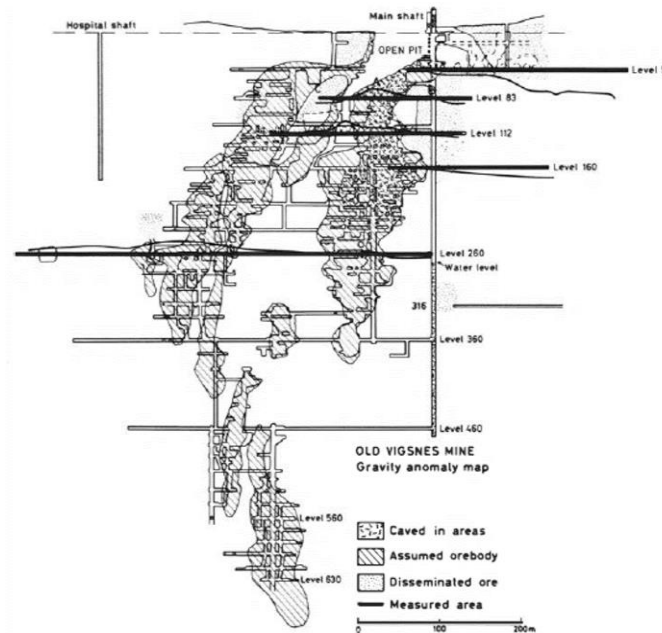 Hospital shaft
Main shaft
OPEN PIT
Level
Level 83
Level 112
Level 160
Level 260
Water level
316
Level 360
Level 460
OLD VIGSNES MINE
Gravity anomaly map
Level 560
Caved in areas
Assumed orebody
Disseminated ore
Level 630
Measured area
0 100 200m